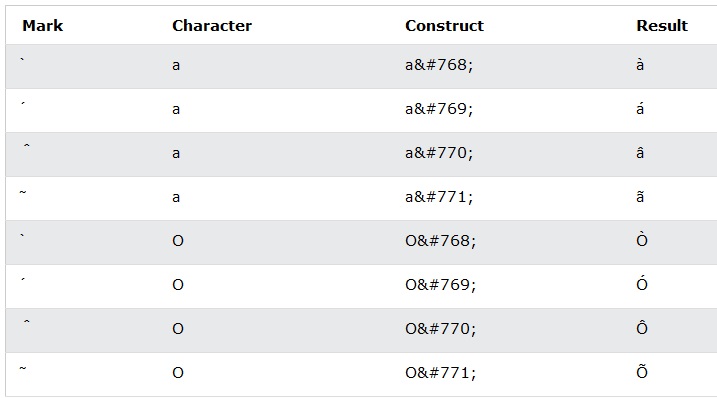 Mark Character Construct Result
̀ a a&#768; à
́ a a&#769; á
̂ a a&#770; â
̃ a a&#771; ã
̀ O O&#768; Ò
́ O O&#769; Ó
̂ O O&#770; Ô
̃ O O&#771; Õ